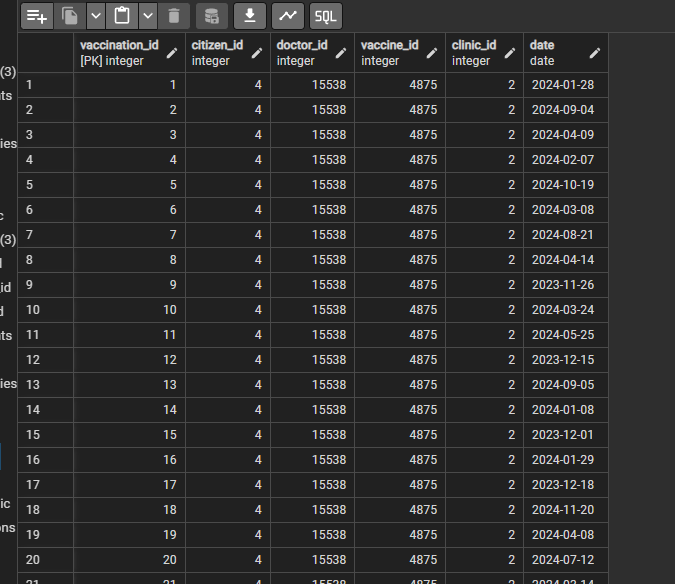 SQL
vaccination_id citizen_id doctor_id vaccine_id clinic_id date
[PK] integer integer integer integer integer date
(3)
1 1 4 15538 4875 2 2024-01-28
ts
2 2 4 15538 4875 2 2024-09-04
3 3 4 15538 4875 2 2024-04-09
ies
4 4 4 15538 4875 2 2024-02-07
5 5 4 15538 4875 2 2024-10-19
6 6 4 15538 4875 2 2024-03-08
c
7 7 4 15538 4875 2 2024-08-21
(3)
8 8 4 15538 4875 2 2024-04-14
l
9 9 4 15538 4875 2 2023-11-26
id
10 10 4 15538 4875 2 2024-03-24
d
11 11 4 15538 4875 2 2024-05-25
ts
12 12 4 15538 4875 2 2023-12-15
13 13 4 15538 4875 2 2024-09-05
ies
14 14 4 15538 4875 2 2024-01-08
15 15 4 15538 4875 2 2023-12-01
16 16 4 15538 4875 2 2024-01-29
17 17 4 15538 4875 2 2023-12-18
ic
18 18 4 15538 4875 2 2024-11-20
ons
19 19 4 15538 4875 2 2024-04-08
20 20 4 15538 4875 2 2024-07-12